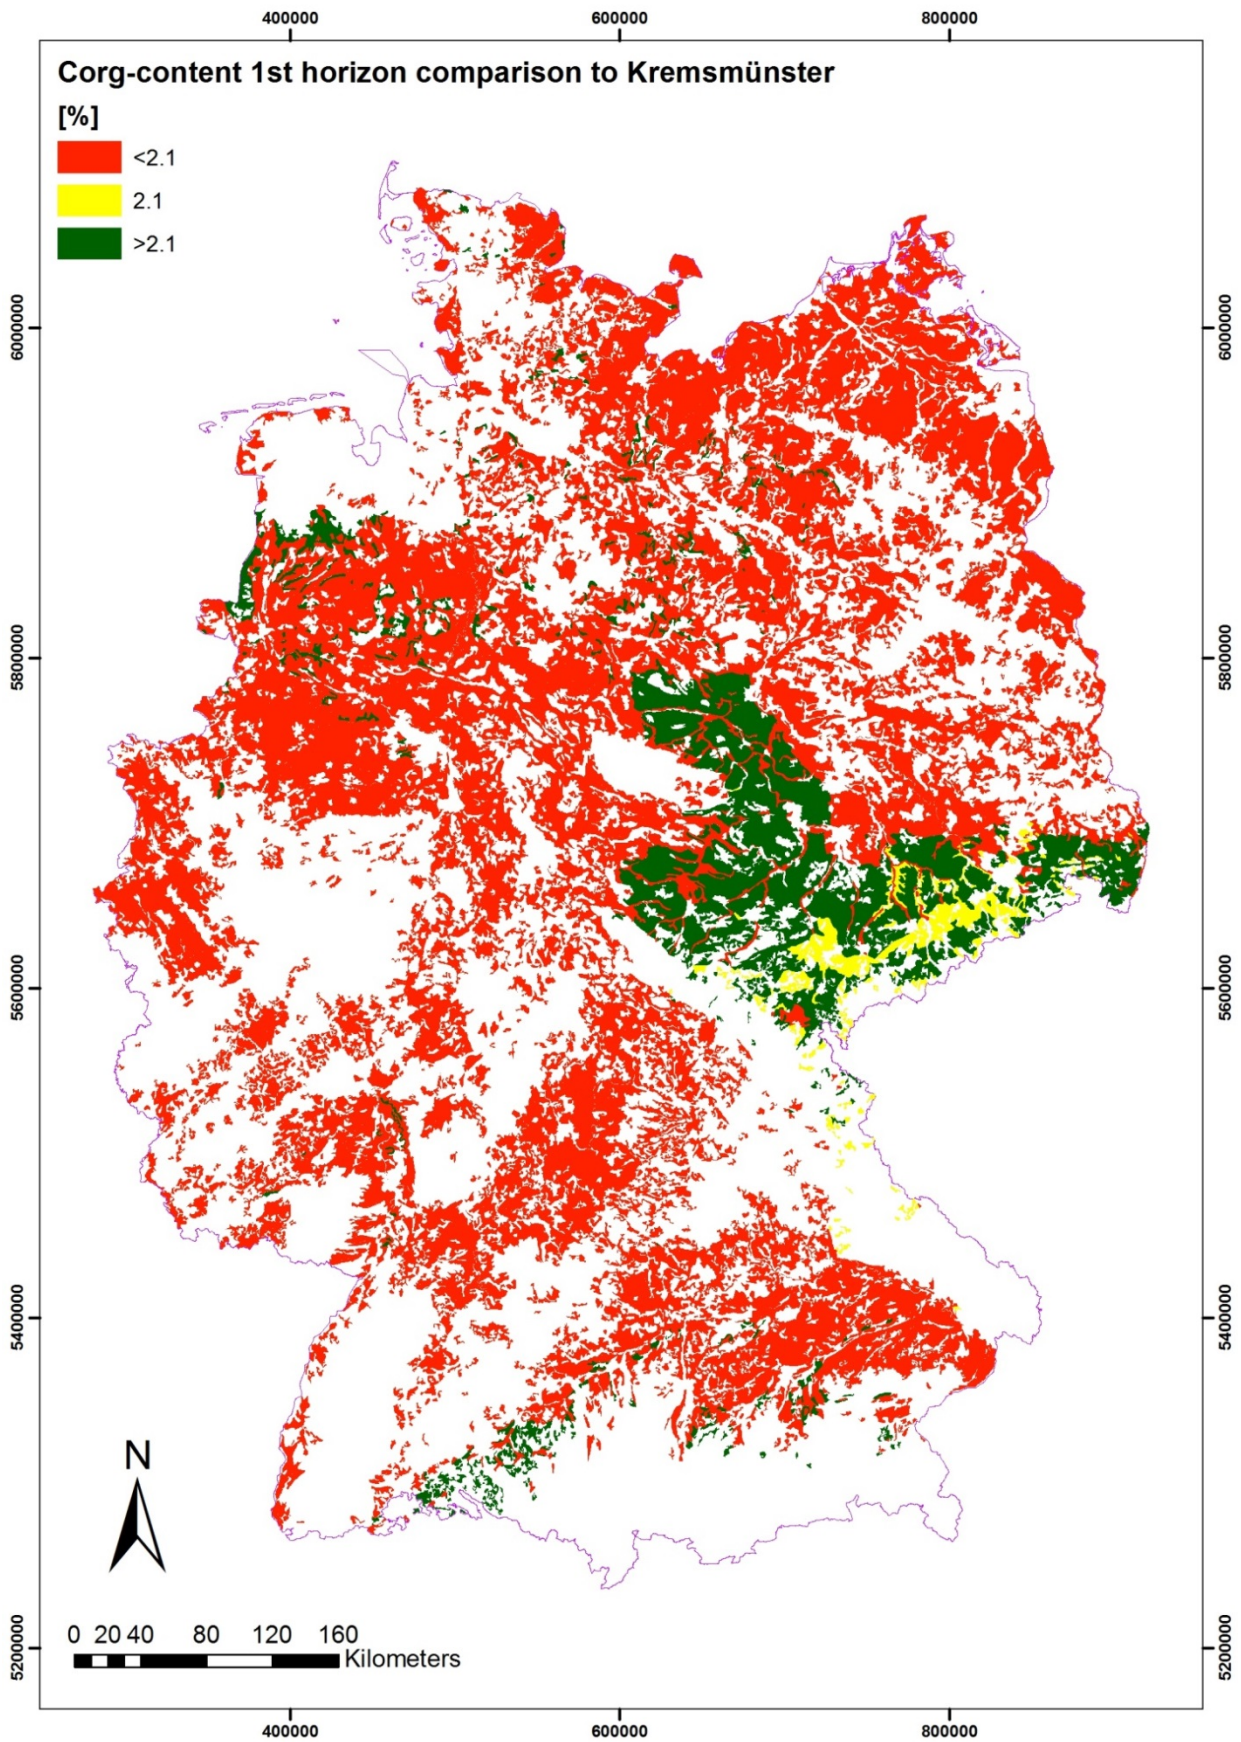 400000 600000 800000
Corg-content 1st horizon comparison to Kremsmünster
[%]
<2.1
2.1
>2.1
6000000 6000000
5800000 5800000
5600000 5600000
5400000 5400000
N
0 20 40 80 120 160
Kilometers
5200000 5200000
400000 600000 800000